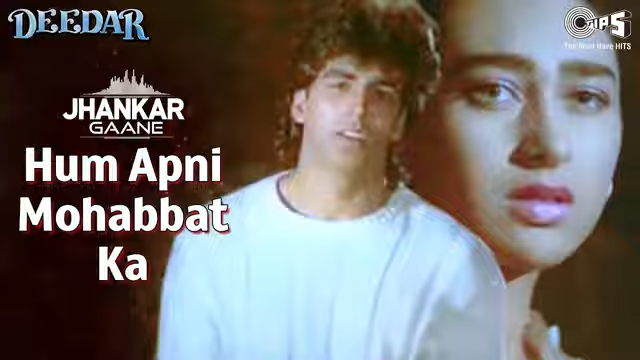 DEEDAR
TIPS
JHANKAR
GAANE
Hum Apni
Mohabbat
Ka